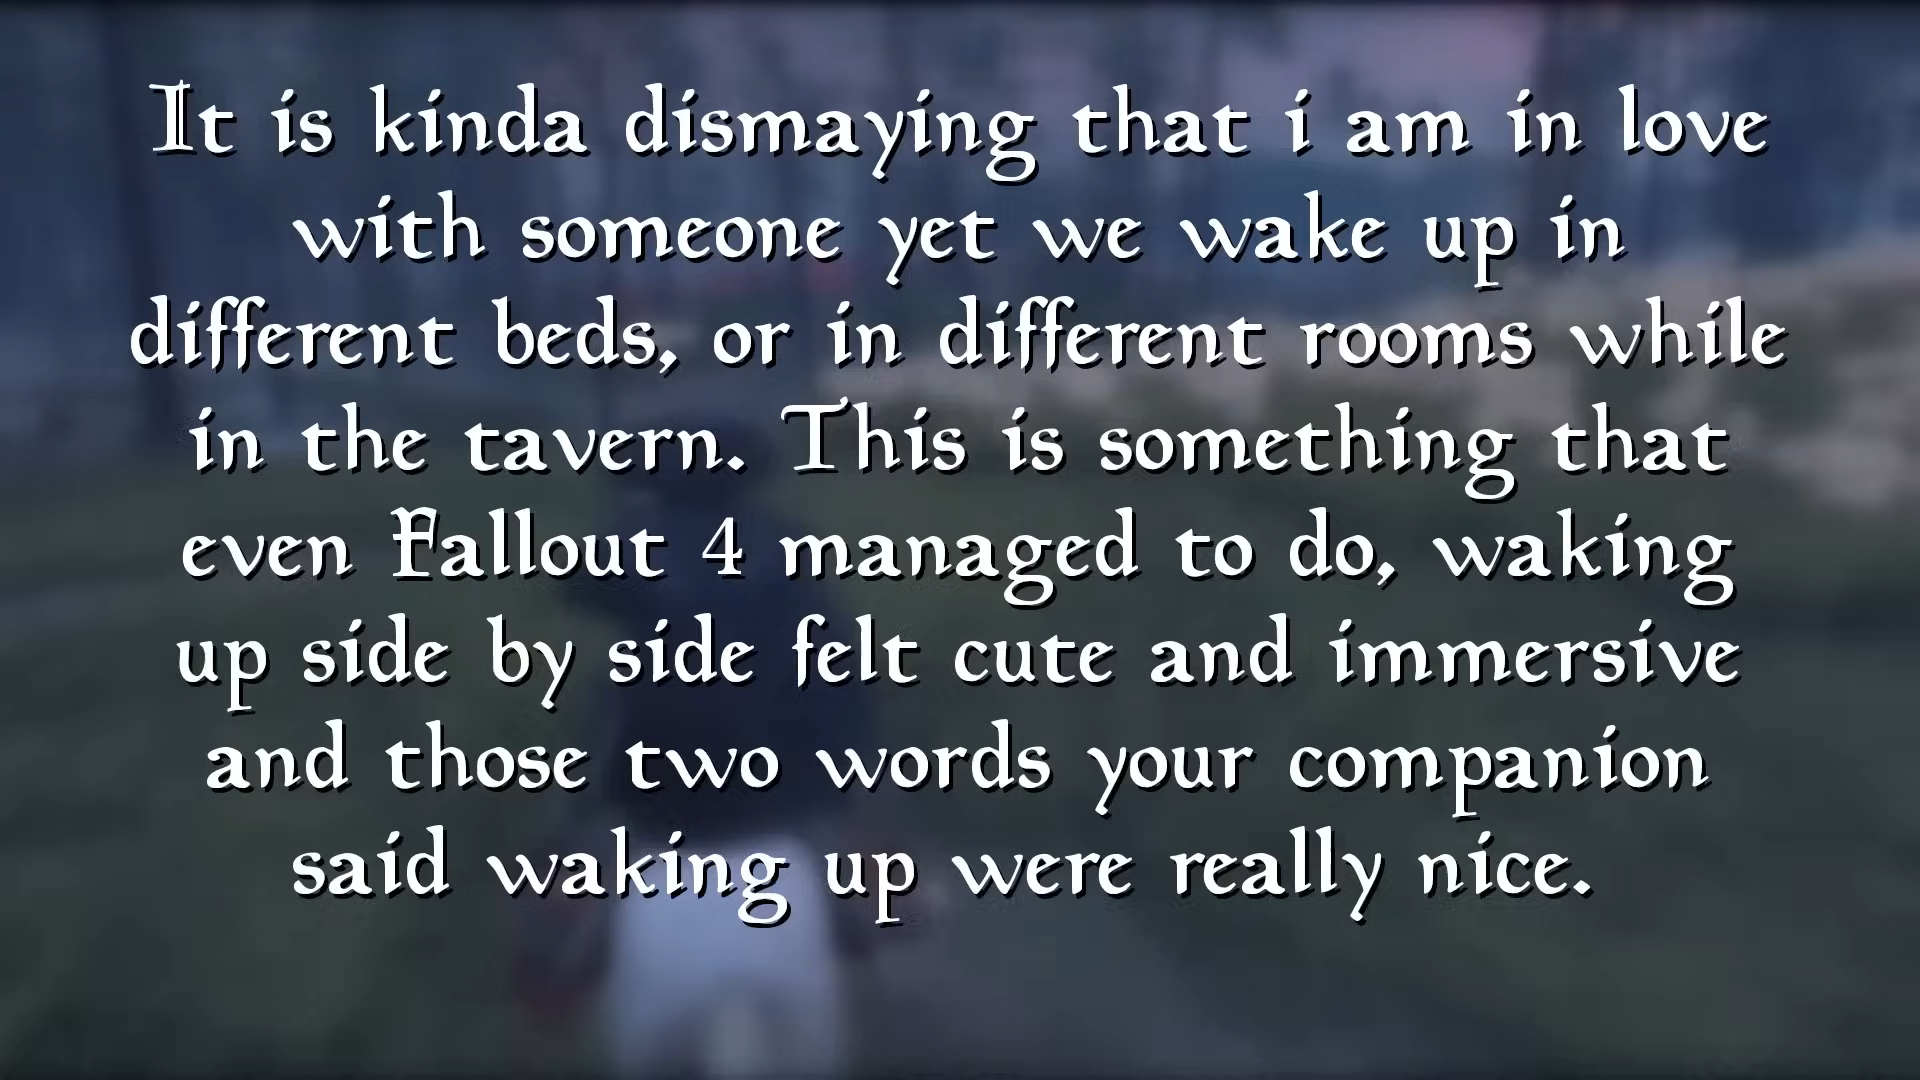 It is kinda dismaying that i am in love
with someone yet we wake up in
different beds, or in different rooms while
in the tavern. This is something that
even Fallout 4 managed to do, waking
up side by side felt cute and immersive
and those two words your companion
said waking up were really nice.